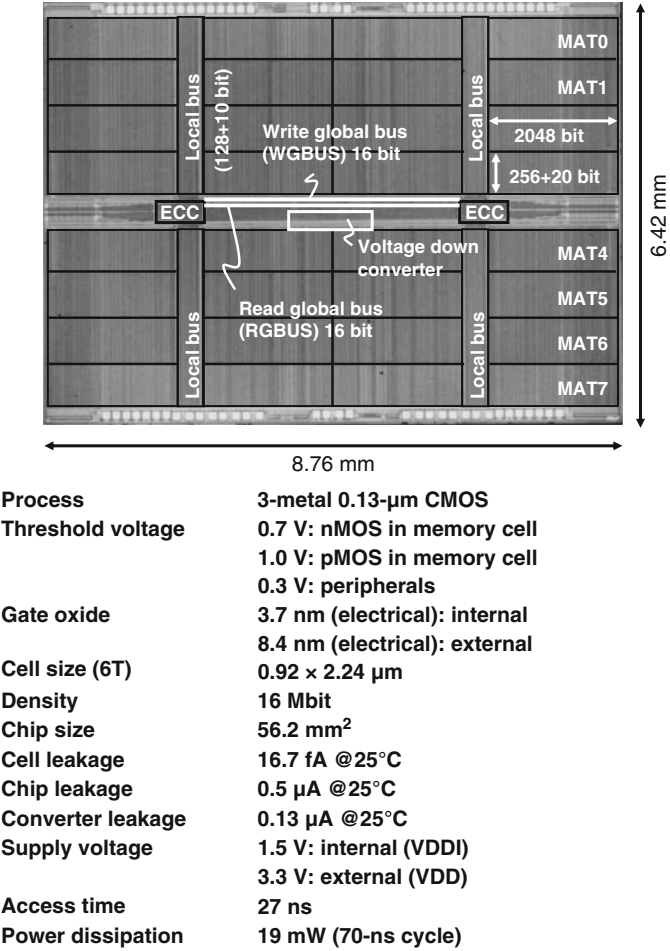 MAT0
MAT1
Local bus
(128+10 bit)
Local bus
Write global bus
(WGBUS) 16 bit
2048 bit
256+20 bit
ECC
ECC
Voltage down
converter
6.42 mm
MAT4
MAT5
MAT6
MAT7
Read global bus
(RGBUS) 16 bit
Local bus
Local bus
8.76 mm
Process 3-metal 0.13-μm CMOS
Threshold voltage 0.7 V: nMOS in memory cell
1.0 V: pMOS in memory cell
0.3 V: peripherals
Gate oxide 3.7 nm (electrical): internal
8.4 nm (electrical): external
Cell size (6T) 0.92 × 2.24 μm
Density 16 Mbit
Chip size 56.2 mm²
Cell leakage 16.7 fA @25°C
Chip leakage 0.5 μA @25°C
Converter leakage 0.13 μA @25°C
Supply voltage 1.5 V: internal (VDDI)
3.3 V: external (VDD)
Access time 27 ns
Power dissipation 19 mW (70-ns cycle)